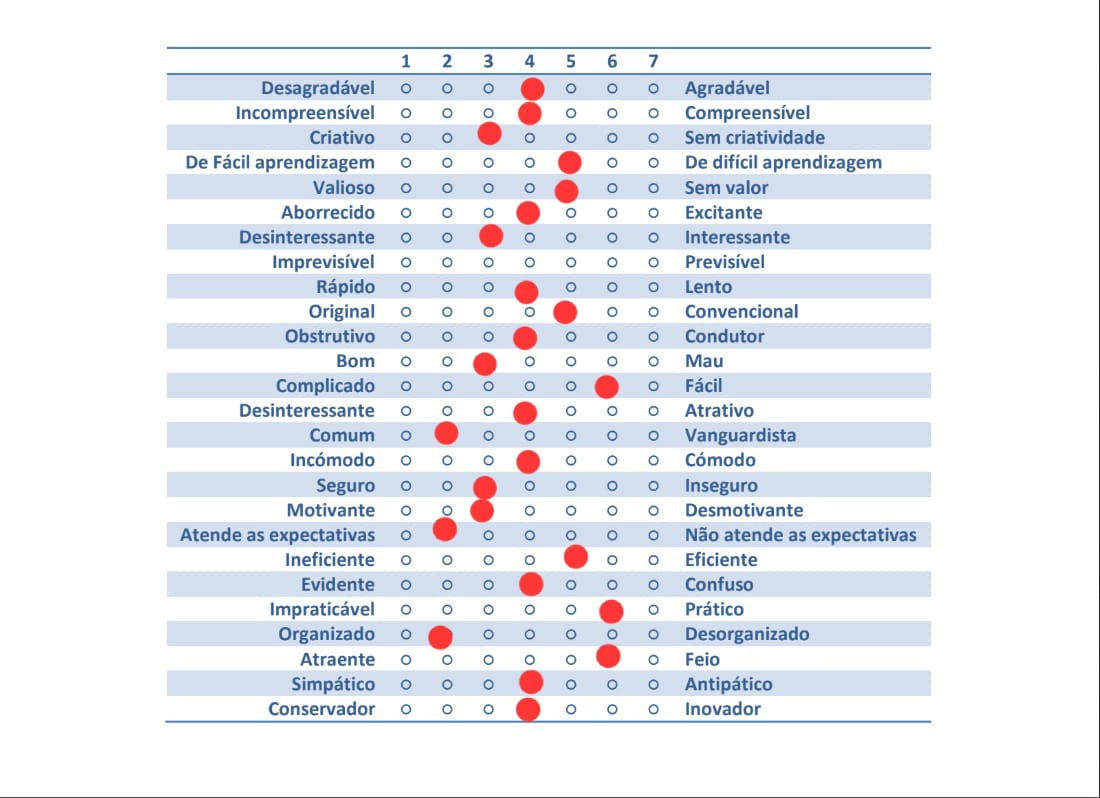 1 2 3 4 5 6 7
Desagradável Agradável
Incompreensível Compreensível
Criativo Sem criatividade
De Fácil aprendizagem De difícil aprendizagem
Valioso Sem valor
Aborrecido Excitante
Desinteressante Interessante
Imprevisível Previsível
Rápido Lento
Original Convencional
Obstrutivo Condutor
Bom Mau
Complicado Fácil
Desinteressante Atrativo
Comum Vanguardista
Incómodo Cómodo
Seguro Inseguro
Motivante Desmotivante
Atende as expectativas Não atende as expectativas
Ineficiente Eficiente
Evidente Confuso
Impraticável Prático
Organizado Desorganizado
Atraente Feio
Simpático Antipático
Conservador Inovador